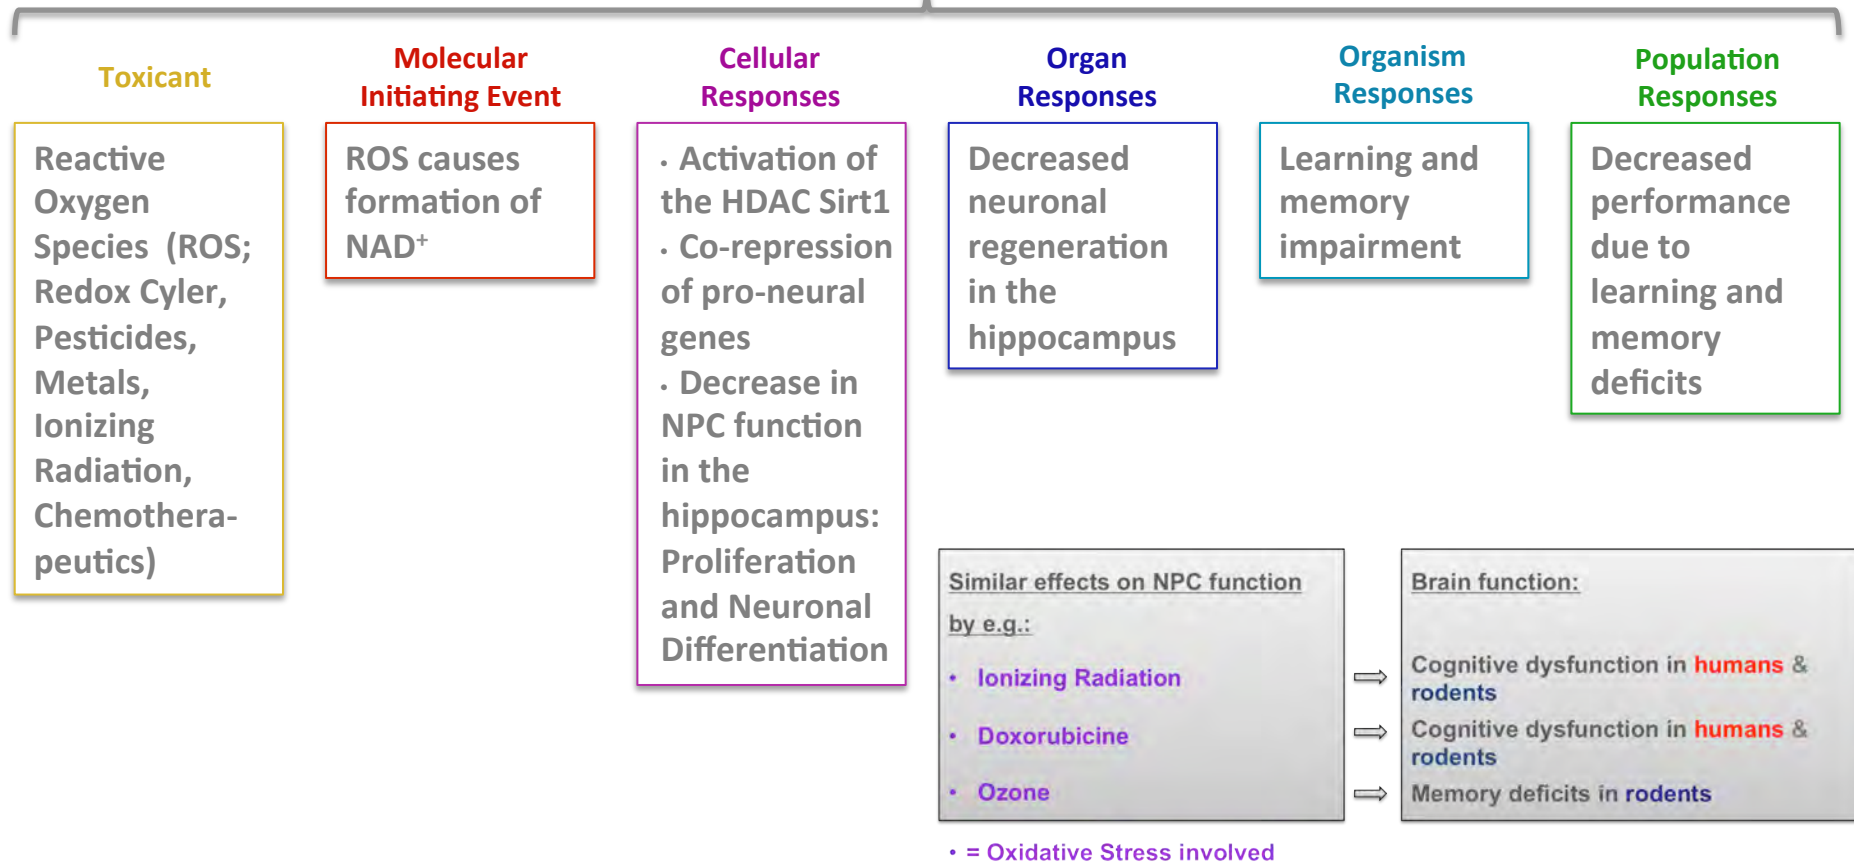 Toxicant
Molecular
Initiating Event
Cellular
Responses
Organ
Responses
Organism
Responses
Population
Responses
Reactive
Oxygen
Species (ROS;
Redox Cyler,
Pesticides,
Metals,
Ionizing
Radiation,
Chemothera-
peutics)
ROS causes
formation of
NAD⁺
• Activation of
the HDAC Sirt1
• Co-repression
of pro-neural
genes
• Decrease in
NPC function
in the
hippocampus:
Proliferation
and Neuronal
Differentiation
Decreased
neuronal
regeneration
in the
hippocampus
Learning and
memory
impairment
Decreased
performance
due to
learning and
memory
deficits
Similar effects on NPC function
by e.g.:
• Ionizing Radiation
• Doxorubicine
• Ozone
Brain function:
Cognitive dysfunction in humans &
rodents
Cognitive dysfunction in humans &
rodents
Memory deficits in rodents
• = Oxidative Stress involved